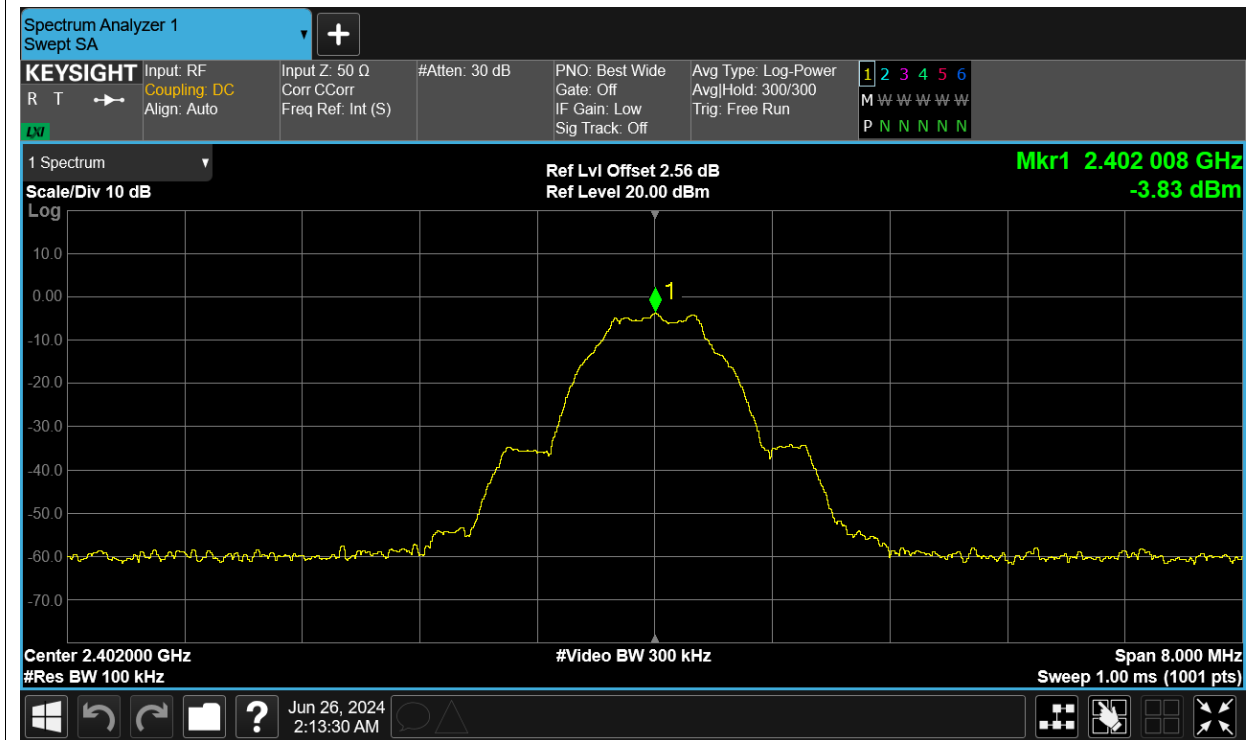 Spectrum Analyzer 1
Swept SA
KEYSIGHT
R T
LXI
Input: RF
Coupling: DC
Align: Auto
Input Z: 50 Ω
Corr CCorr
Freq Ref: Int (S)
#Atten: 30 dB
PNO: Best Wide
Gate: Off
IF Gain: Low
Sig Track: Off
Avg Type: Log-Power
Avg|Hold: 300/300
Trig: Free Run
1 2 3 4 5 6
M W W W W W
P N N N N N
1 Spectrum
Scale/Div 10 dB
Ref Lvl Offset 2.56 dB
Ref Level 20.00 dBm
Mkr1 2.402 008 GHz
-3.83 dBm
Log
10.0
0.00
-10.0
-20.0
-30.0
-40.0
-50.0
-60.0
-70.0
1
Center 2.402000 GHz
#Res BW 100 kHz
#Video BW 300 kHz
Span 8.000 MHz
Sweep 1.00 ms (1001 pts)
?
Jun 26, 2024
2:13:30 AM